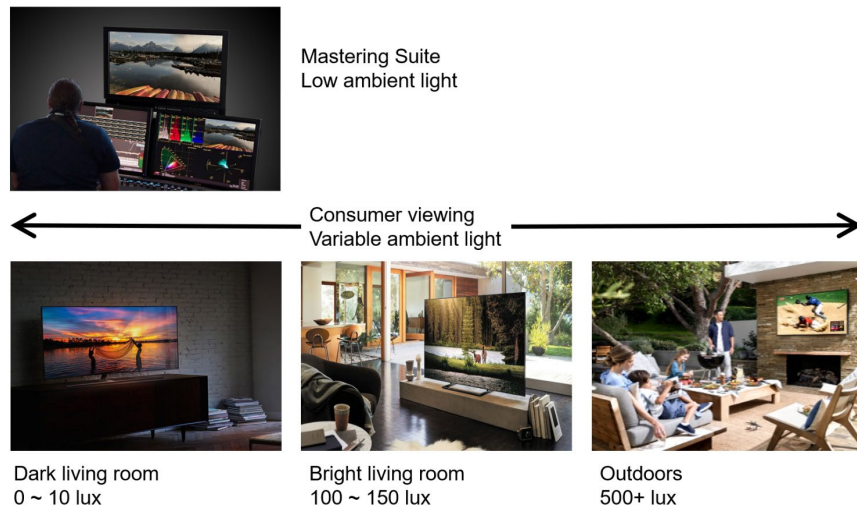 Mastering Suite
Low ambient light
Consumer viewing
Variable ambient light
Dark living room
0 ~ 10 lux
Bright living room
100 ~ 150 lux
Outdoors
500+ lux